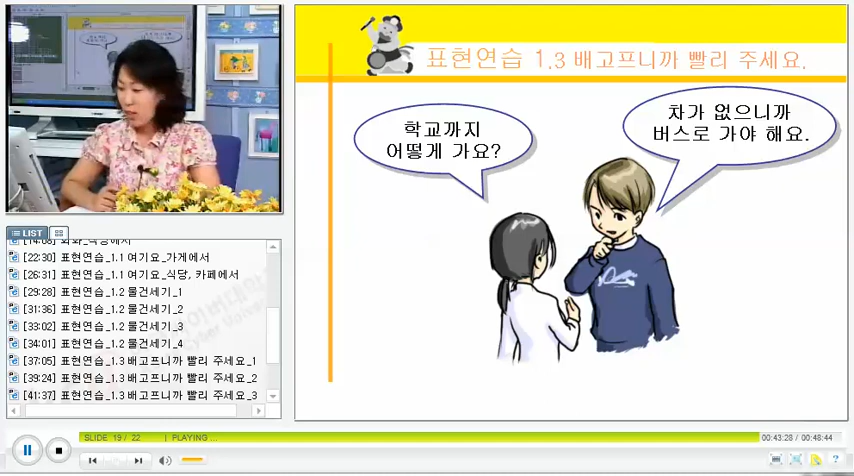 표현연습 1.3 배고프니까 빨리 주세요.
학교까지
어떻게 가요?
차가 없으니까
버스로 가야 해요.
LIST
[14:08] 회화_식당에서
[22:30] 표현연습_1.1 여기요_가게에서
[26:31] 표현연습_1.1 여기요_식당, 카페에서
[29:28] 표현연습_1.2 물건세기_1
[31:36] 표현연습_1.2 물건세기_2
[33:02] 표현연습_1.2 물건세기_3
[34:01] 표현연습_1.2 물건세기_4
[37:05] 표현연습_1.3 배고프니까 빨리 주세요_1
[39:24] 표현연습_1.3 배고프니까 빨리 주세요_2
[41:37] 표현연습_1.3 배고프니까 빨리 주세요_3
SLIDE 19 / 22 | PLAYING ...
00:43:28 / 00:48:44